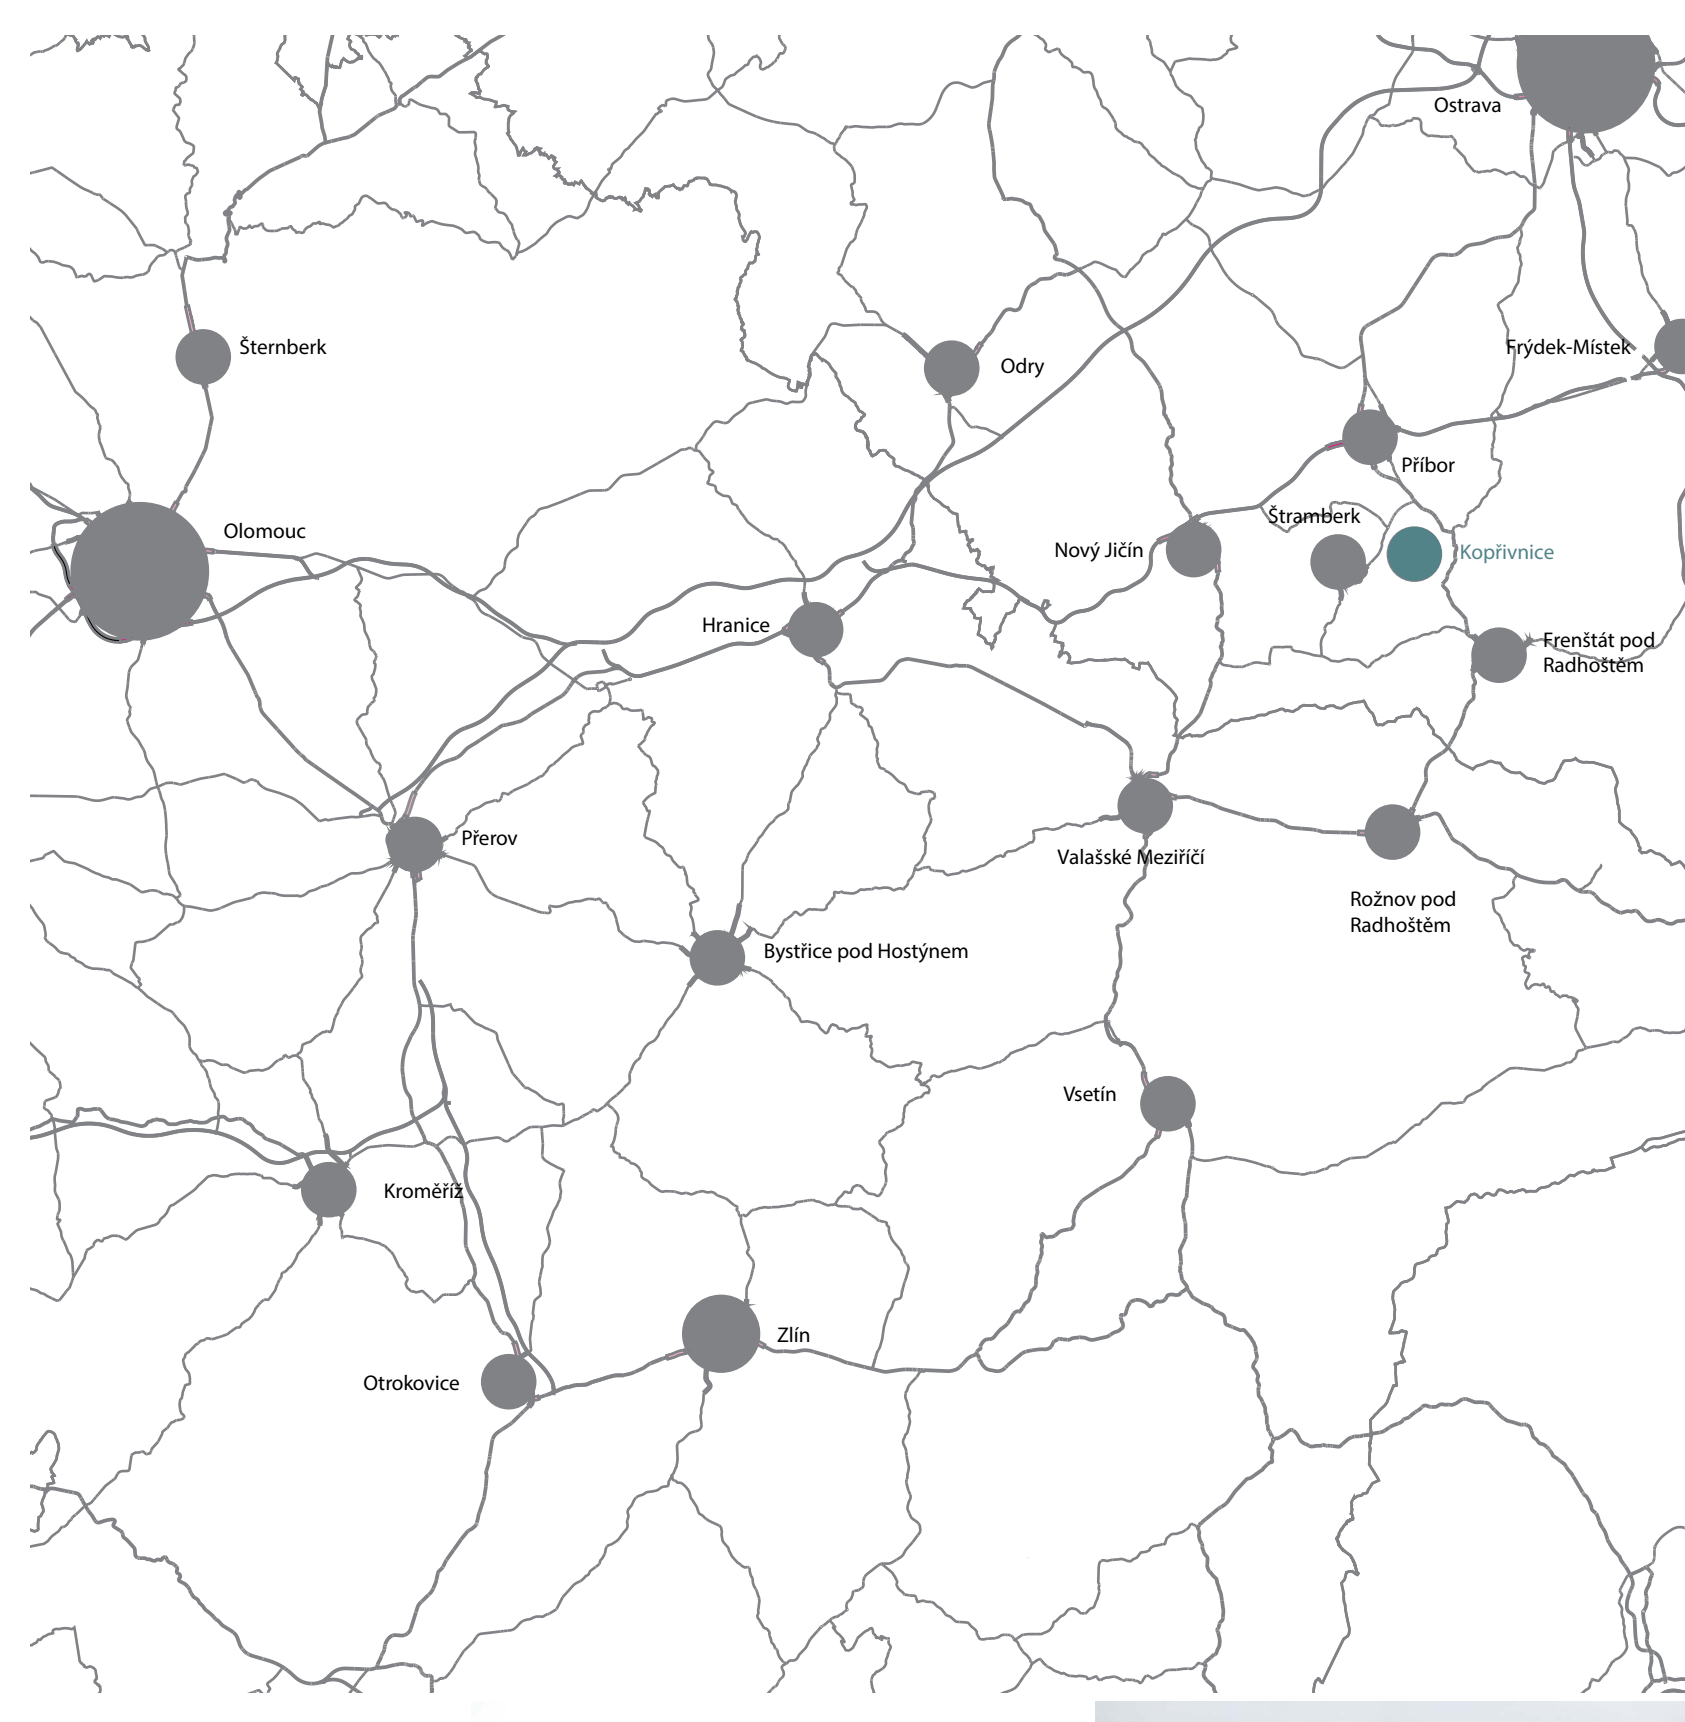 Ostrava
Šternberk
Frýdek-Místek
Odry
Příbor
Štramberk
Olomouc
Nový Jičín
Kopřivnice
Hranice
Frenštát pod
Radhoštěm
Přerov
Valašské Meziříčí
Rožnov pod
Radhoštěm
Bystřice pod Hostýnem
Vsetín
Kroměříž
Zlín
Otrokovice